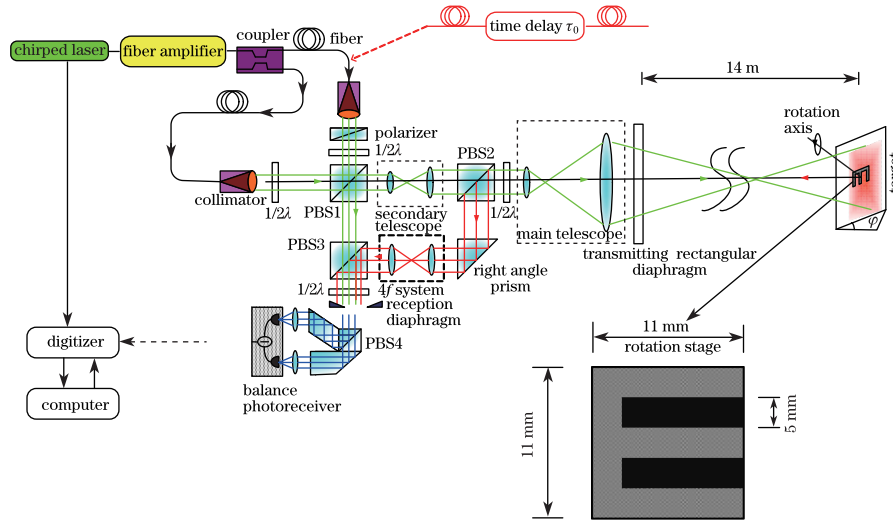 chirped laser
fiber amplifier
coupler
fiber
time delay τ0
14 m
rotation
axis
target
φ
polarizer
1/2λ
PBS2
collimator
1/2λ
PBS1
secondary
telescope
1/2λ
main telescope
transmitting rectangular
diaphragm
PBS3
right angle
prism
1/2λ
4f system
reception
diaphragm
PBS4
digitizer
computer
balance
photoreceiver
11 mm
rotation stage
11 mm
5 mm